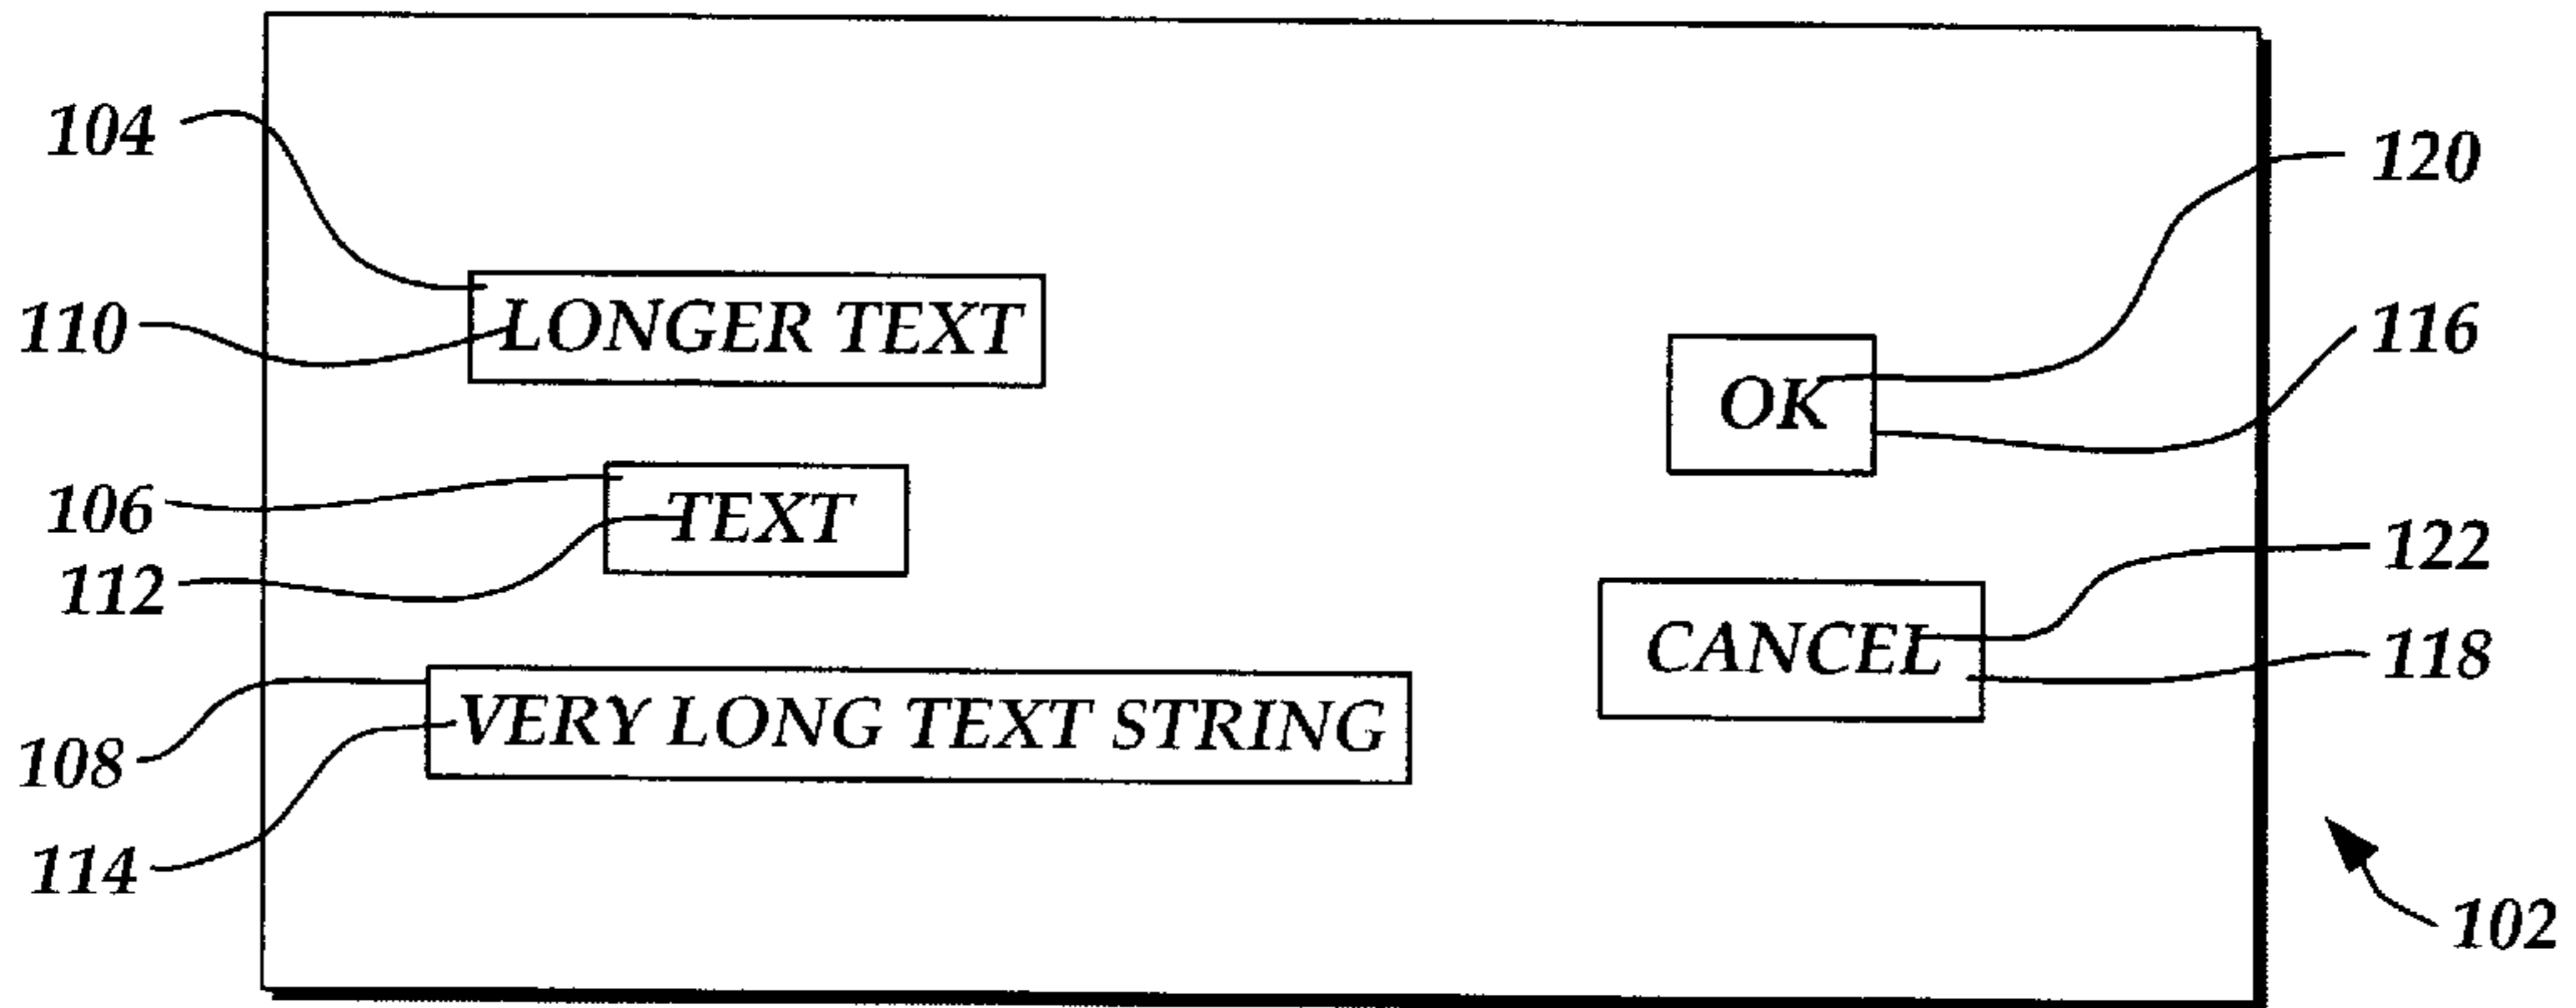 104
120
110
LONGER TEXT
116
OK
106
TEXT
112
122
CANCEL
118
108
VERY LONG TEXT STRING
114
102